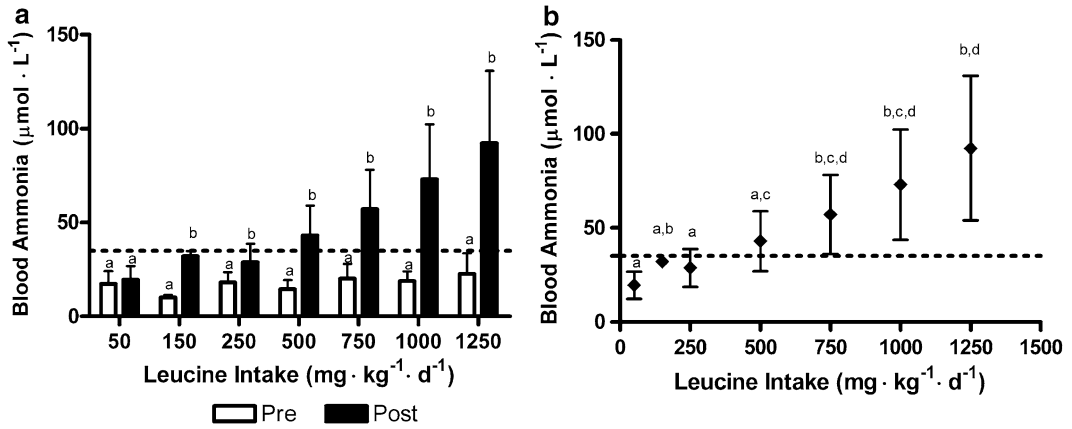 a
150
100
50
0
Blood Ammonia (μmol · L⁻¹)
a a a b a b a b a b a b a b
50 150 250 500 750 1000 1250
Leucine Intake (mg · kg⁻¹ · d⁻¹)
Pre Post
b
150
100
50
0
Blood Ammonia (μmol · L⁻¹)
a a,b a a,c b,c,d b,c,d b,d
0 250 500 750 1000 1250 1500
Leucine Intake (mg · kg⁻¹ · d⁻¹)